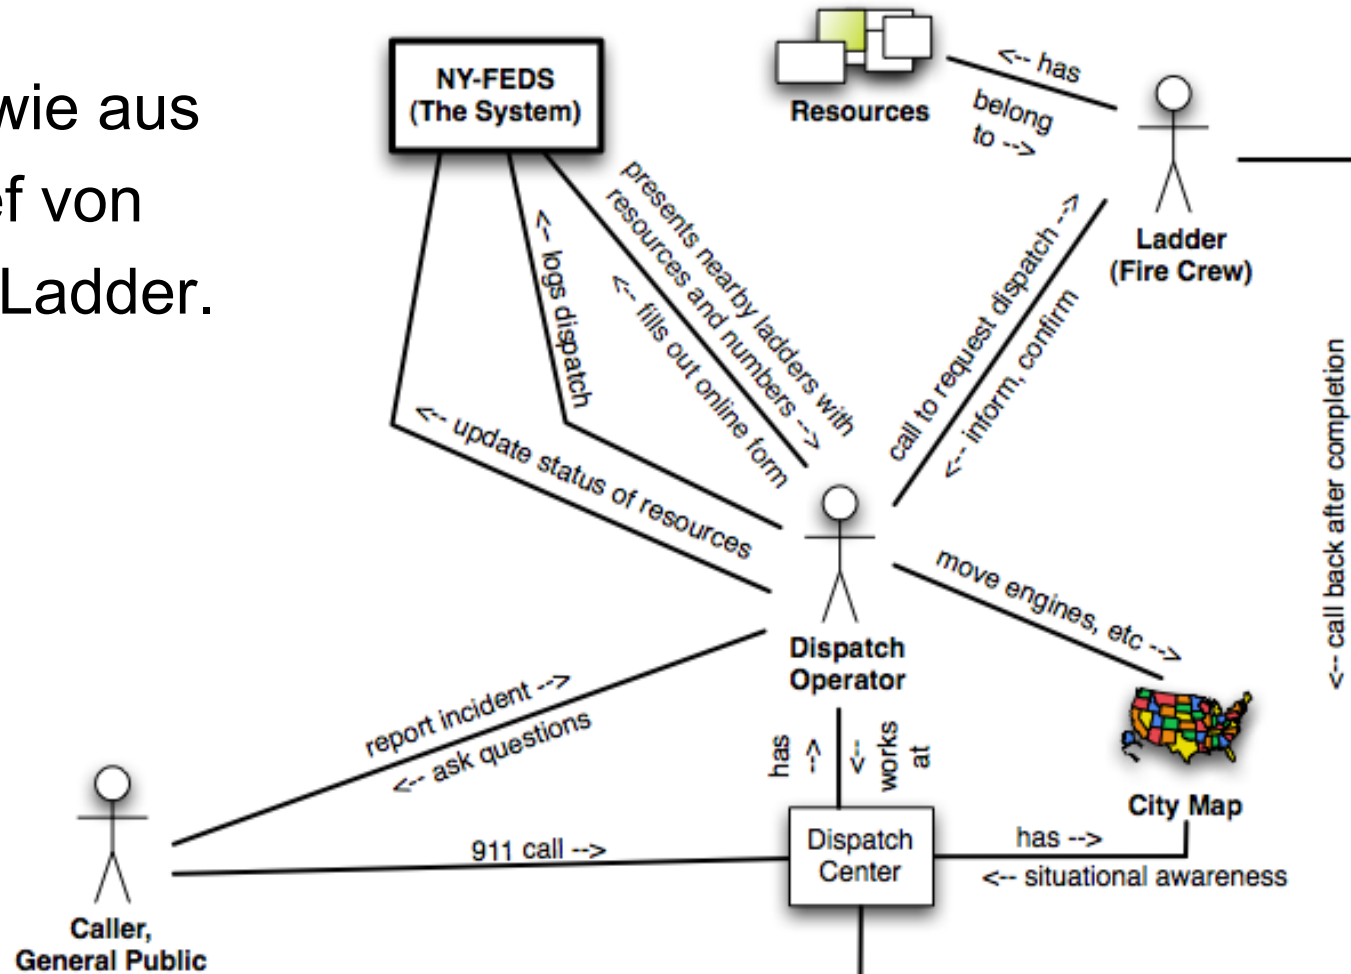 wie aus
ef von
Ladder.
NY-FEDS
(The System)
Resources
<-- has
belong
to -->
Ladder
(Fire Crew)
presents nearby ladders with
resources and numbers -->
<-- fills out online form
<-- logs dispatch
<-- update status of resources
call to request dispatch -->
<-- inform, confirm
<-- call back after completion
Dispatch
Operator
move engines, etc -->
report incident -->
<-- ask questions
has
-->
<--
works
at
City Map
911 call -->
Dispatch
Center
has -->
<-- situational awareness
Caller,
General Public